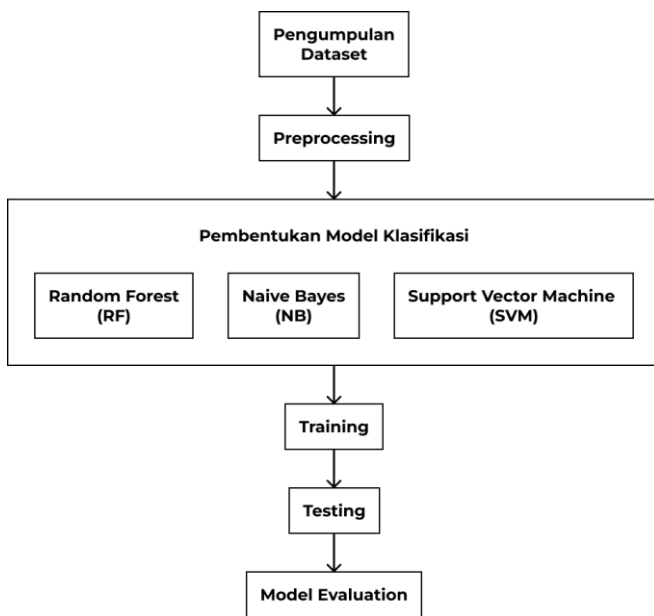 Pengumpulan
Dataset
Preprocessing
Pembentukan Model Klasifikasi
Random Forest
(RF)
Naive Bayes
(NB)
Support Vector Machine
(SVM)
Training
Testing
Model Evaluation